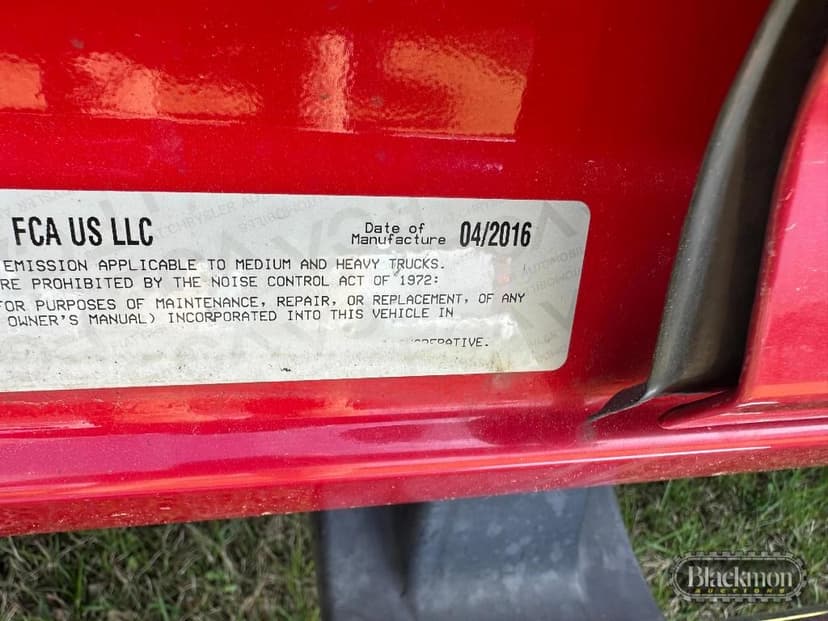 FCA US LLC Date of Manufacture 04/2016
EMISSION APPLICABLE TO MEDIUM AND HEAVY TRUCKS.
RE PROHIBITED BY THE NOISE CONTROL ACT OF 1972:
FOR PURPOSES OF MAINTENANCE, REPAIR, OR REPLACEMENT, OF ANY
OWNER'S MANUAL) INCORPORATED INTO THIS VEHICLE IN
Blackmon
AUCTIONS